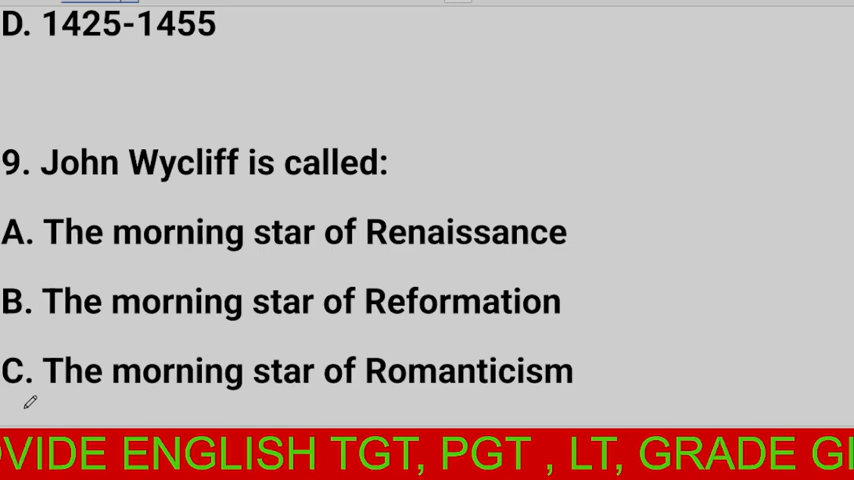 D. 1425-1455
9. John Wycliff is called:
A. The morning star of Renaissance
B. The morning star of Reformation
C. The morning star of Romanticism
ENGLISH TGT, PGT , LT, GRADE